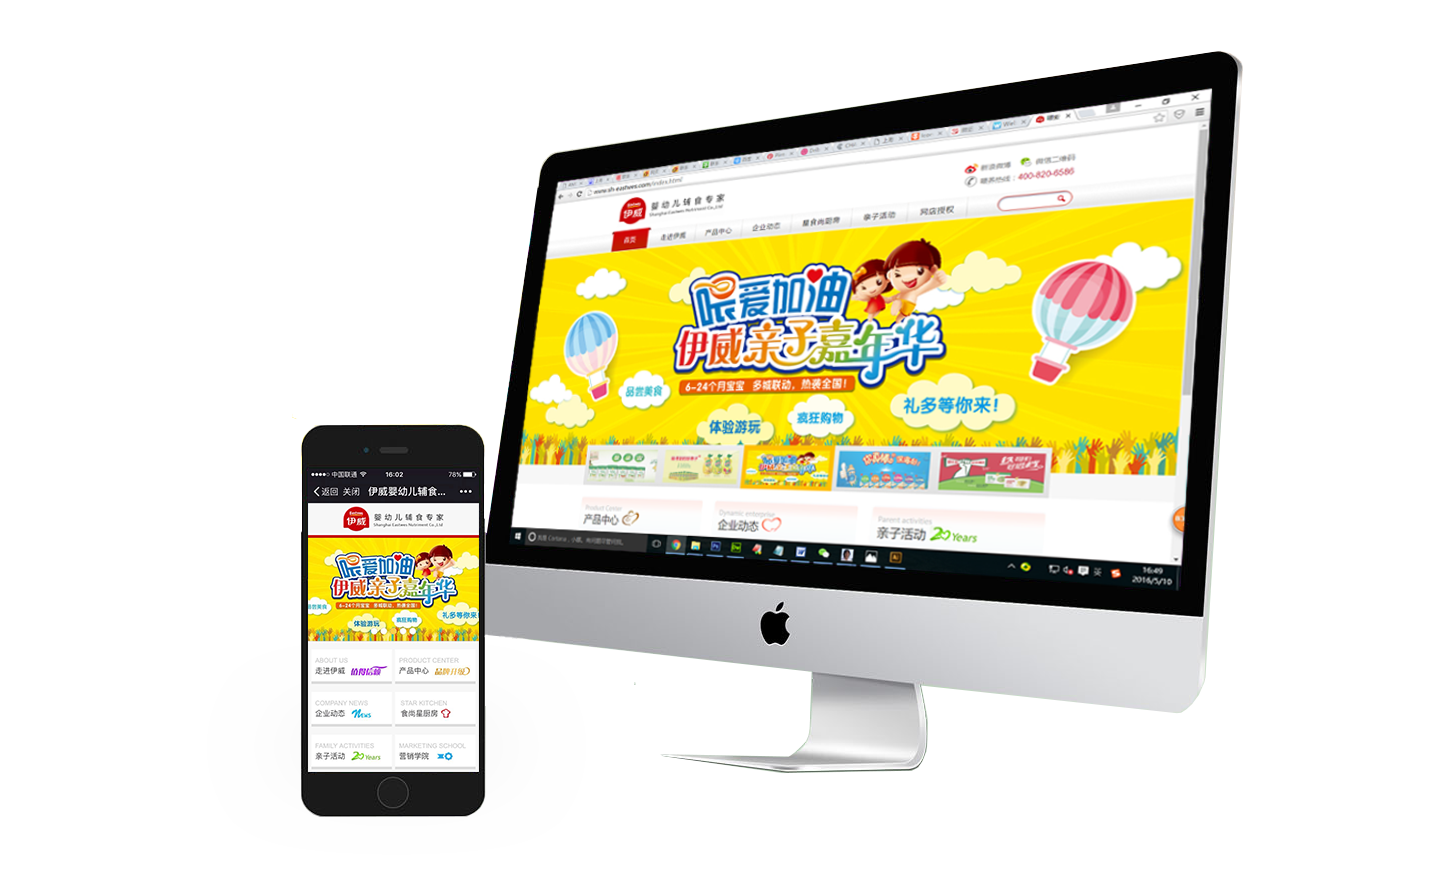 www.sh-eashwes.com/index.html
新浪微博 微信二维码
400-820-6586
Eashwes
伊威
婴幼儿辅食专家
Shanghai Eashwes Nutriment Co.,Ltd
首页 走进伊威 产品中心 企业动态 星食尚厨房 亲子活动 网店授权
喂爱加油
伊威亲子嘉年华
6-24个月宝宝 多城联动，热袭全国！
品尝美食
体验游玩
疯狂购物
礼多等你来！
Product Center
产品中心
Dynamic enterprise
企业动态
Parent activities
亲子活动 20 Years
16:49
2016/5/10
中国联通 16:02 78%
返回 关闭 伊威婴幼儿辅食...
伊威
婴幼儿辅食专家
Shanghai Eashwes Nutriment Co.,Ltd
喂爱加油
伊威亲子嘉年华
6-24个月宝宝 多城联动，热袭全国！
品尝美食
体验游玩
疯狂购物
礼多等你来
ABOUT US
走进伊威 值得信赖
PRODUCT CENTER
产品中心 品牌升级
COMPANY NEWS
企业动态 News
STAR KITCHEN
食尚星厨房
FAMILY ACTIVITIES
亲子活动 20 Years
MARKETING SCHOOL
营销学院